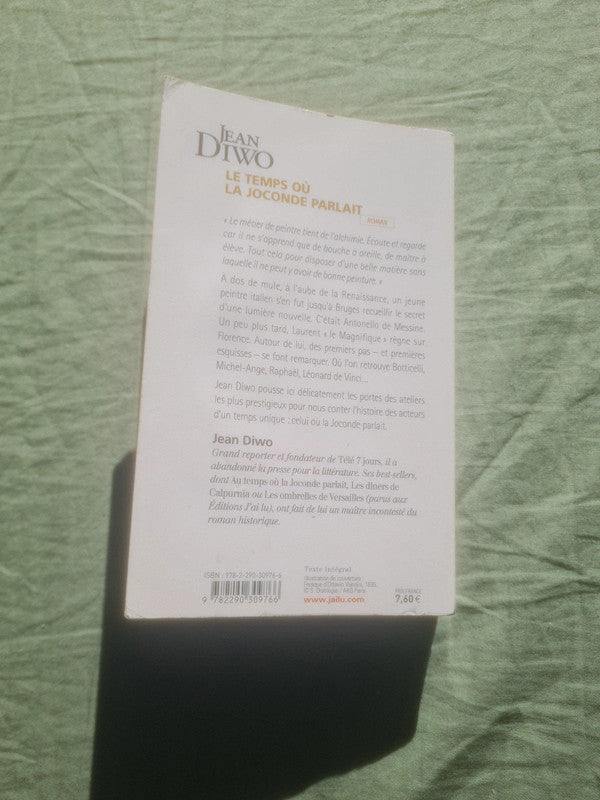 JEAN
DIWO
LE TEMPS OÙ
LA JOCONDE PARLAIT
ROMAN
« Le métier de peintre tient de l'alchimie. Écoute et regarde
car il ne s'apprend que de bouche à oreille, de maître à
élève. Tout cela pour disposer d'une belle matière sans
laquelle il ne peut y avoir de bonne peinture. »
À dos de mule, à l'aube de la Renaissance, un jeune
peintre italien s'en fut jusqu'à Bruges recueillir le secret
d'une lumière nouvelle. C'était Antonello de Messine.
Un peu plus tard, Laurent « le Magnifique » règne sur
Florence. Autour de lui, des premiers pas – et premières
esquisses – se font remarquer. Où l'on retrouve Botticelli,
Michel-Ange, Raphaël, Léonard de Vinci...
Jean Diwo pousse ici délicatement les portes des ateliers
les plus prestigieux pour nous conter l'histoire des acteurs
d'un temps unique : celui où la Joconde parlait.
Jean Diwo
Grand reporter et fondateur de Télé 7 jours, il a
abandonné la presse pour la littérature. Ses best-sellers,
dont Au temps où la Joconde parlait, Les dîners de
Calpurnia ou Les ombrelles de Versailles (parus aux
Éditions J'ai lu), ont fait de lui un maître incontesté du
roman historique.
Texte intégral
ISBN : 978-2-290-30976-6
Illustration de couverture :
© S. / AKG Paris
9 782290 309766
www.jailu.com
PRIX FRANCE
7,60 €